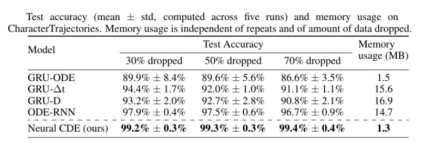 Test accuracy (mean ± std, computed across five runs) and memory usage on
CharacterTrajectories. Memory usage is independent of repeats and of amount of data dropped.
Model Test Accuracy Memory
30% dropped 50% dropped 70% dropped usage (MB)
GRU-ODE 89.9% ± 8.4% 89.6% ± 5.6% 86.6% ± 3.5% 1.5
GRU-Δt 94.4% ± 1.7% 92.0% ± 1.0% 91.1% ± 1.1% 15.6
GRU-D 93.2% ± 2.0% 92.7% ± 2.8% 90.8% ± 2.1% 16.9
ODE-RNN 97.9% ± 0.4% 97.5% ± 0.6% 96.7% ± 0.9% 14.7
Neural CDE (ours) 99.2% ± 0.3% 99.3% ± 0.3% 99.4% ± 0.4% 1.3